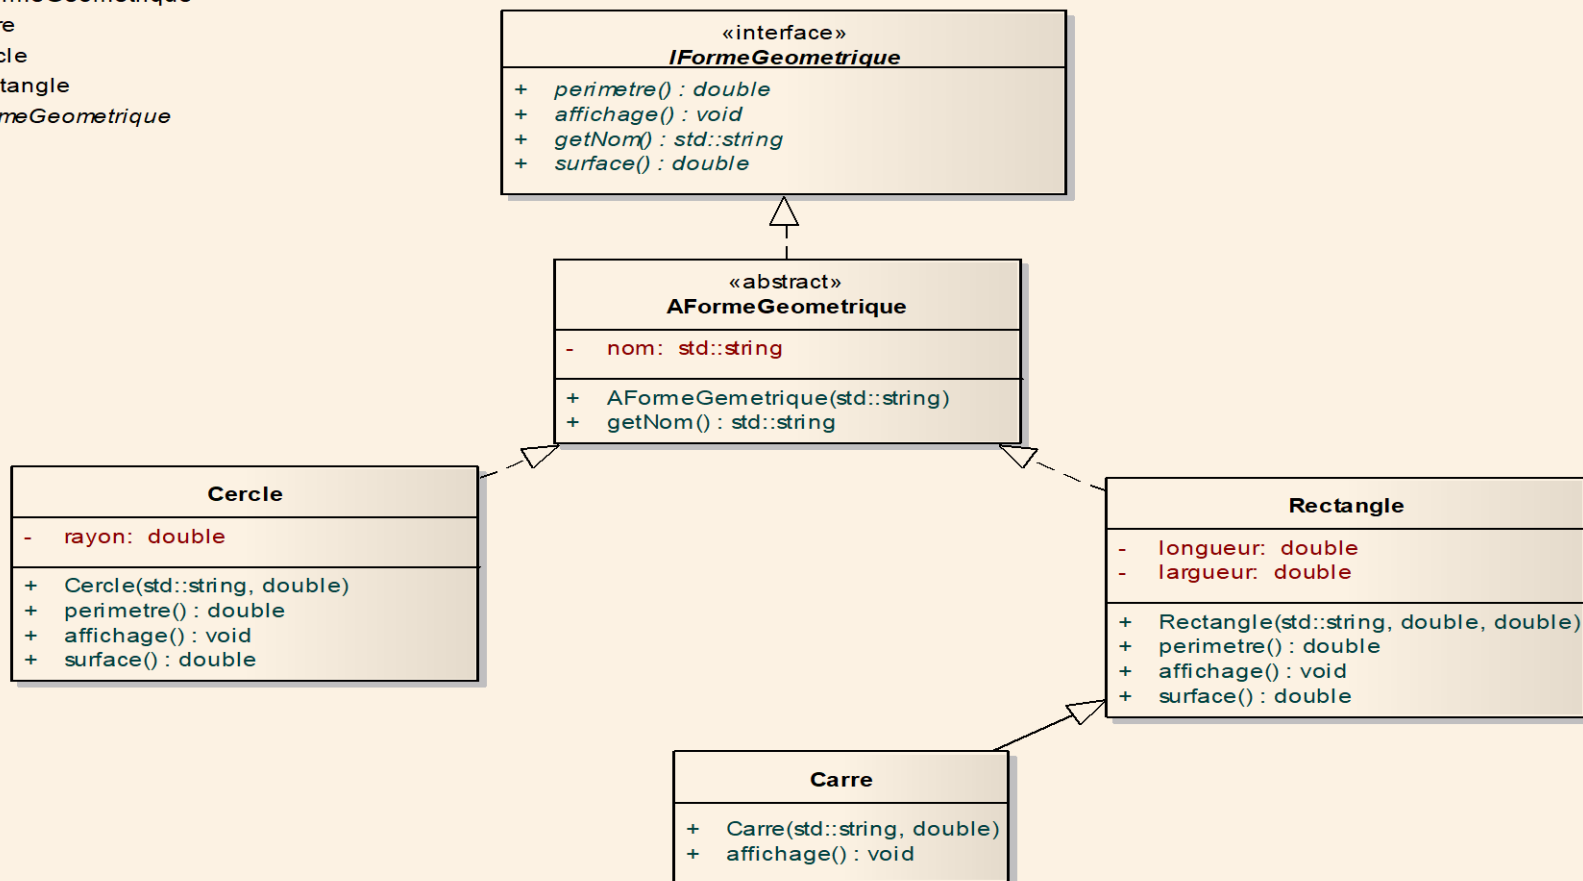 re
cle
tangle
meGeometrique
«interface»
IFormeGeometrique
+ perimetre() : double
+ affichage() : void
+ getNom() : std::string
+ surface() : double
«abstract»
AFormeGeometrique
- nom: std::string
+ AFormeGemetrique(std::string)
+ getNom() : std::string
Cercle
- rayon: double
+ Cercle(std::string, double)
+ perimetre() : double
+ affichage() : void
+ surface() : double
Rectangle
- longueur: double
- largueur: double
+ Rectangle(std::string, double, double)
+ perimetre() : double
+ affichage() : void
+ surface() : double
Carre
+ Carre(std::string, double)
+ affichage() : void